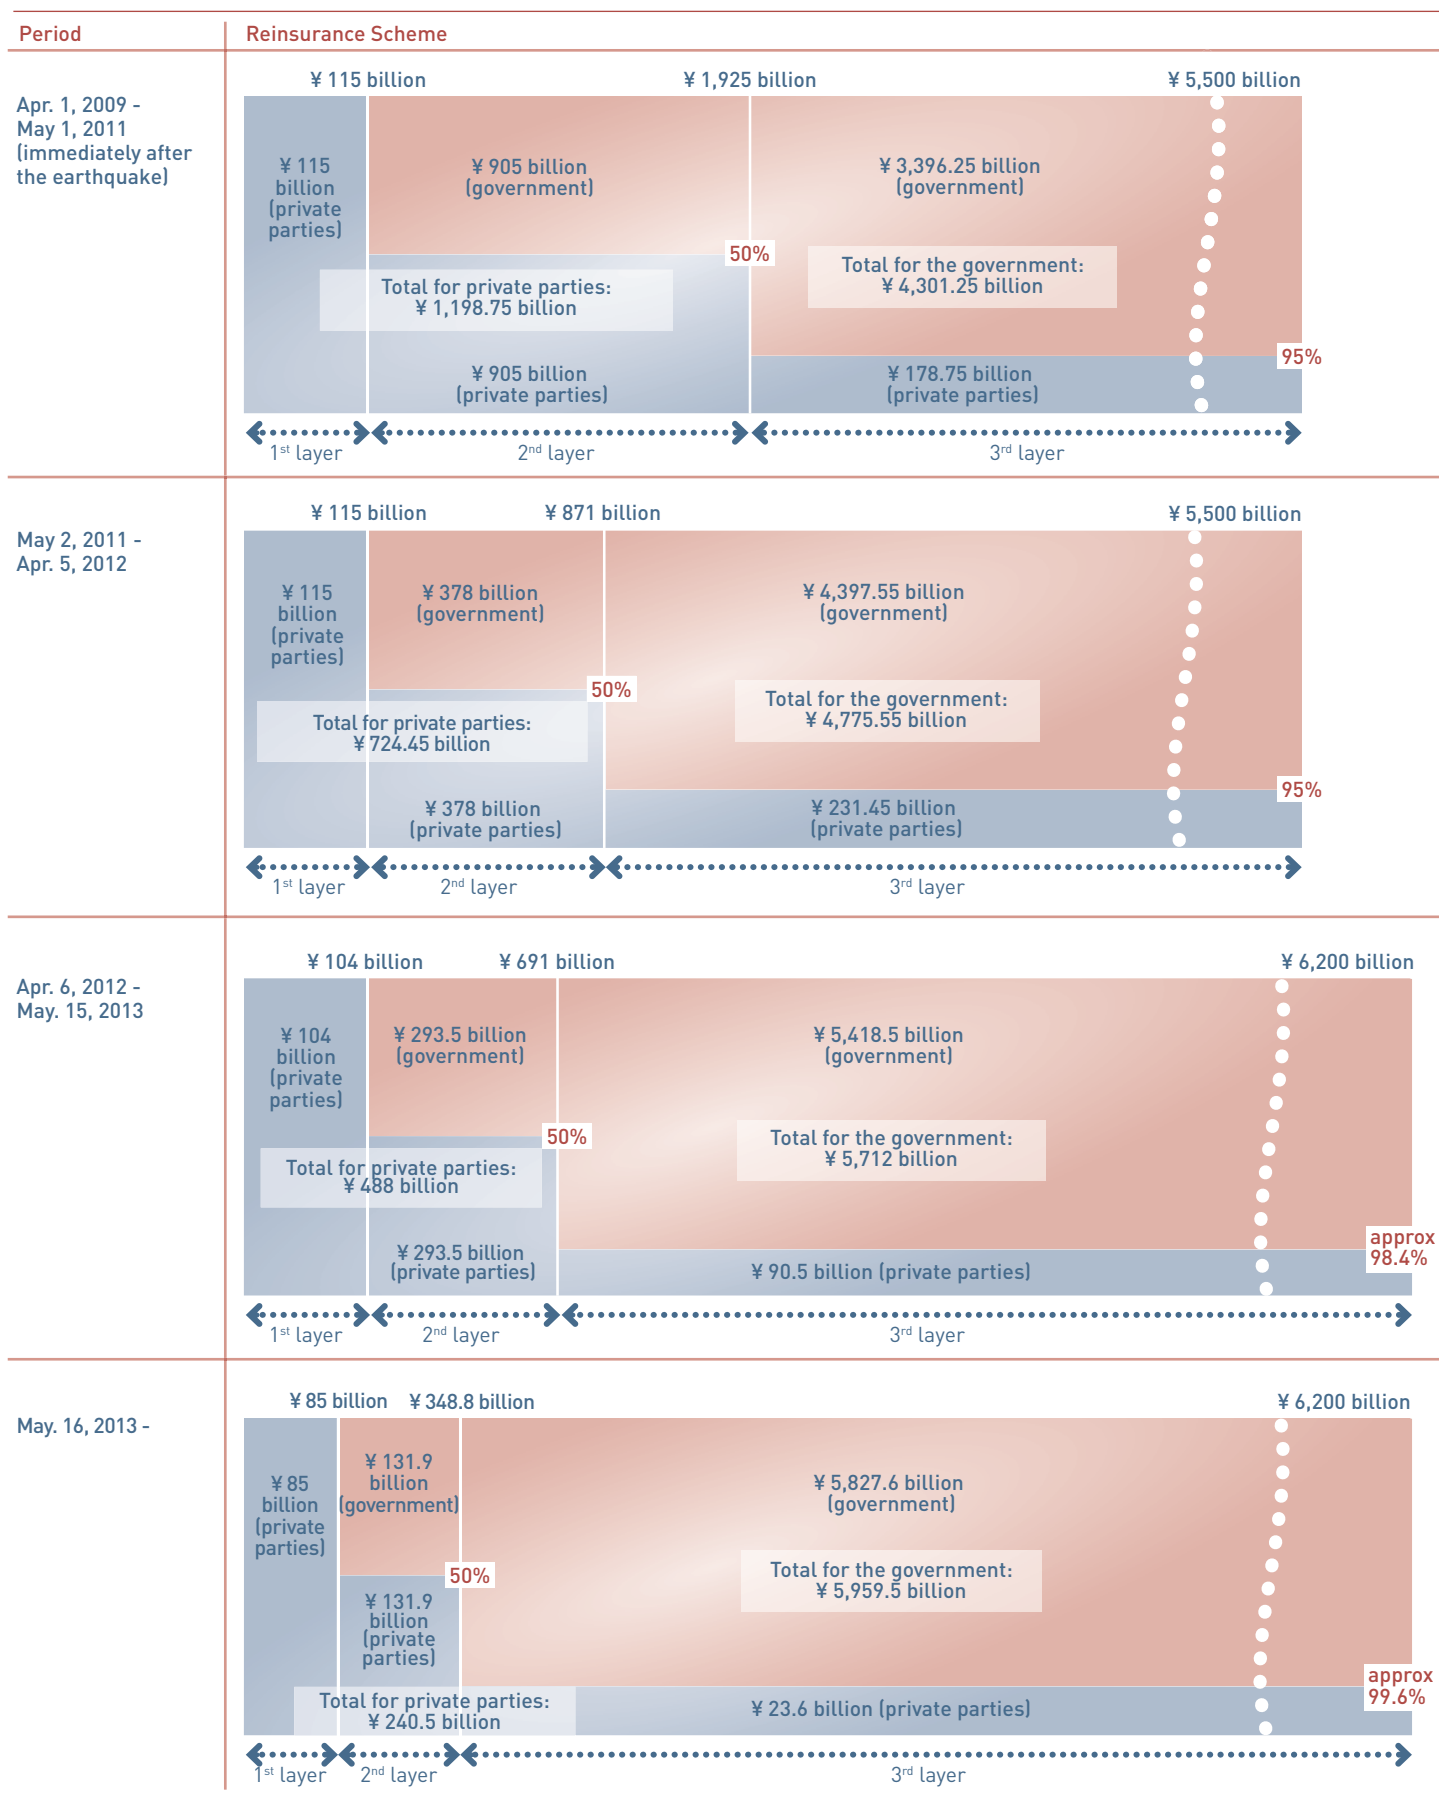 Period
Reinsurance Scheme
Apr. 1, 2009 -
May 1, 2011
(immediately after
the earthquake)
¥ 115 billion
¥ 1,925 billion
¥ 5,500 billion
¥ 115
billion
(private
parties)
¥ 905 billion
(government)
¥ 3,396.25 billion
(government)
50%
Total for the government:
¥ 4,301.25 billion
Total for private parties:
¥ 1,198.75 billion
95%
¥ 905 billion
(private parties)
¥ 178.75 billion
(private parties)
1st layer
2nd layer
3rd layer
May 2, 2011 -
Apr. 5, 2012
¥ 115 billion
¥ 871 billion
¥ 5,500 billion
¥ 115
billion
(private
parties)
¥ 378 billion
(government)
¥ 4,397.55 billion
(government)
50%
Total for the government:
¥ 4,775.55 billion
Total for private parties:
¥ 724.45 billion
95%
¥ 378 billion
(private parties)
¥ 231.45 billion
(private parties)
1st layer
2nd layer
3rd layer
Apr. 6, 2012 -
May. 15, 2013
¥ 104 billion
¥ 691 billion
¥ 6,200 billion
¥ 104
billion
(private
parties)
¥ 293.5 billion
(government)
¥ 5,418.5 billion
(government)
50%
Total for the government:
¥ 5,712 billion
Total for private parties:
¥ 488 billion
approx
98.4%
¥ 293.5 billion
(private parties)
¥ 90.5 billion (private parties)
1st layer
2nd layer
3rd layer
May. 16, 2013 -
¥ 85 billion
¥ 348.8 billion
¥ 6,200 billion
¥ 85
billion
(private
parties)
¥ 131.9
billion
(government)
¥ 5,827.6 billion
(government)
50%
Total for the government:
¥ 5,959.5 billion
¥ 131.9
billion
(private
parties)
approx
99.6%
Total for private parties:
¥ 240.5 billion
¥ 23.6 billion (private parties)
1st layer
2nd layer
3rd layer